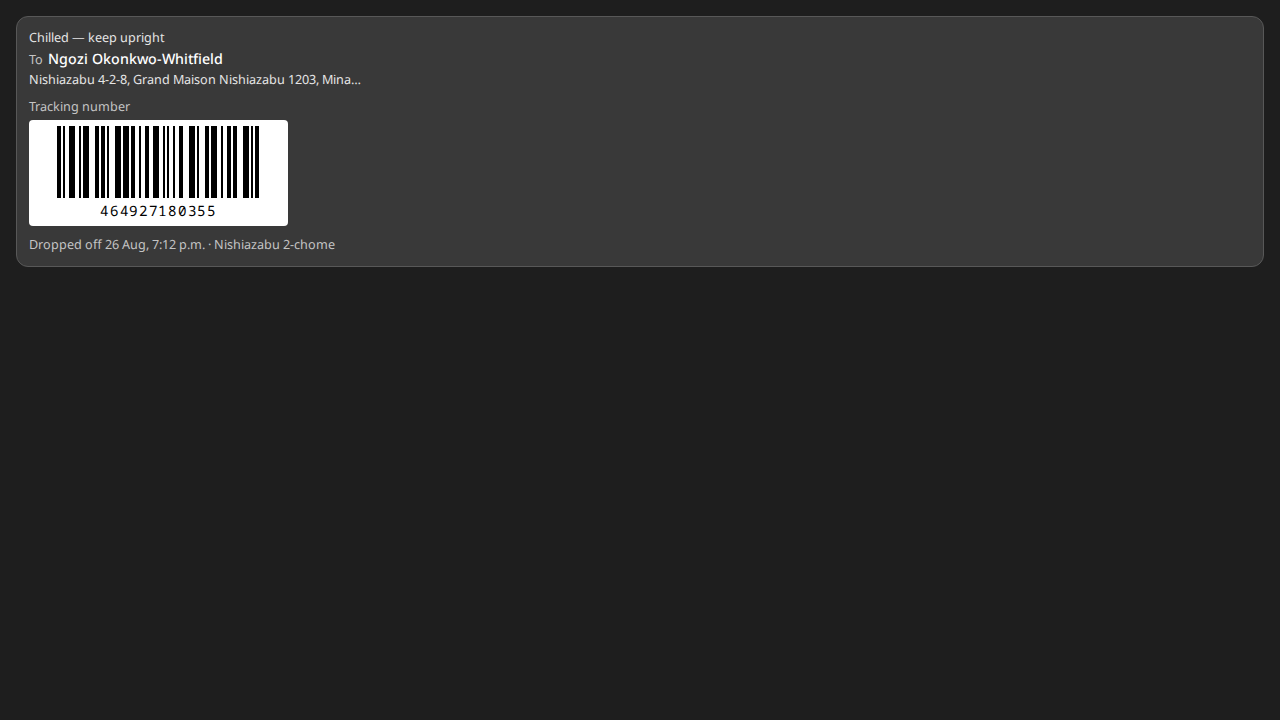 Chilled — keep upright
To Ngozi Okonkwo-Whitfield
Nishiazabu 4-2-8, Grand Maison Nishiazabu 1203, Mina…
Tracking number
464927180355
Dropped off 26 Aug, 7:12 p.m. · Nishiazabu 2-chome